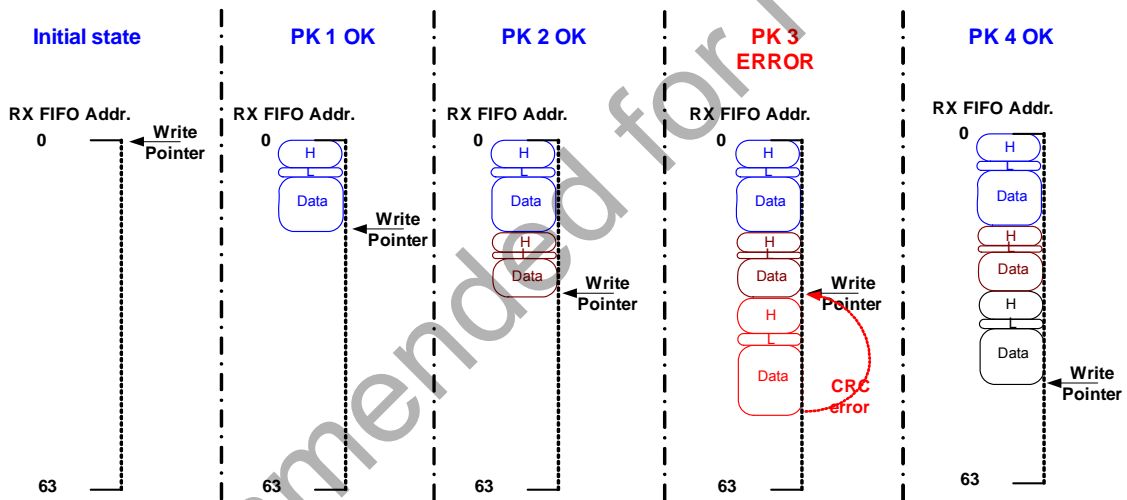 Initial state
RX FIFO Addr.
0
Write
Pointer
63
PK 1 OK
RX FIFO Addr.
0
H
L
Data
Write
Pointer
63
PK 2 OK
RX FIFO Addr.
0
H
L
Data
H
L
Data
Write
Pointer
63
PK 3
ERROR
RX FIFO Addr.
0
H
L
Data
H
L
Data
Write
Pointer
H
L
Data
CRC
error
63
PK 4 OK
RX FIFO Addr.
0
H
L
Data
H
L
Data
H
L
Data
Write
Pointer
63
mended for